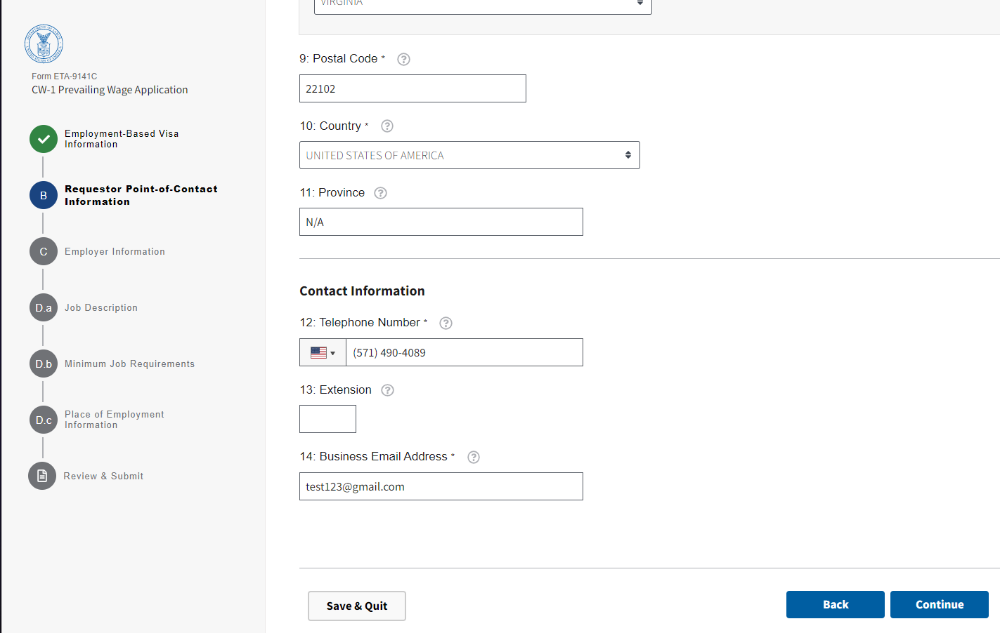 VIRGINIA
Form ETA-9141C
CW-1 Prevailing Wage Application
Employment-Based Visa
Information
B
Requestor Point-of-Contact
Information
C
Employer Information
D.a
Job Description
D.b
Minimum Job Requirements
D.c
Place of Employment
Information
Review & Submit
9: Postal Code *
22102
10: Country *
UNITED STATES OF AMERICA
11: Province
N/A
Contact Information
12: Telephone Number *
(571) 490-4089
13: Extension
14: Business Email Address *
test123@gmail.com
Save & Quit
Back
Continue